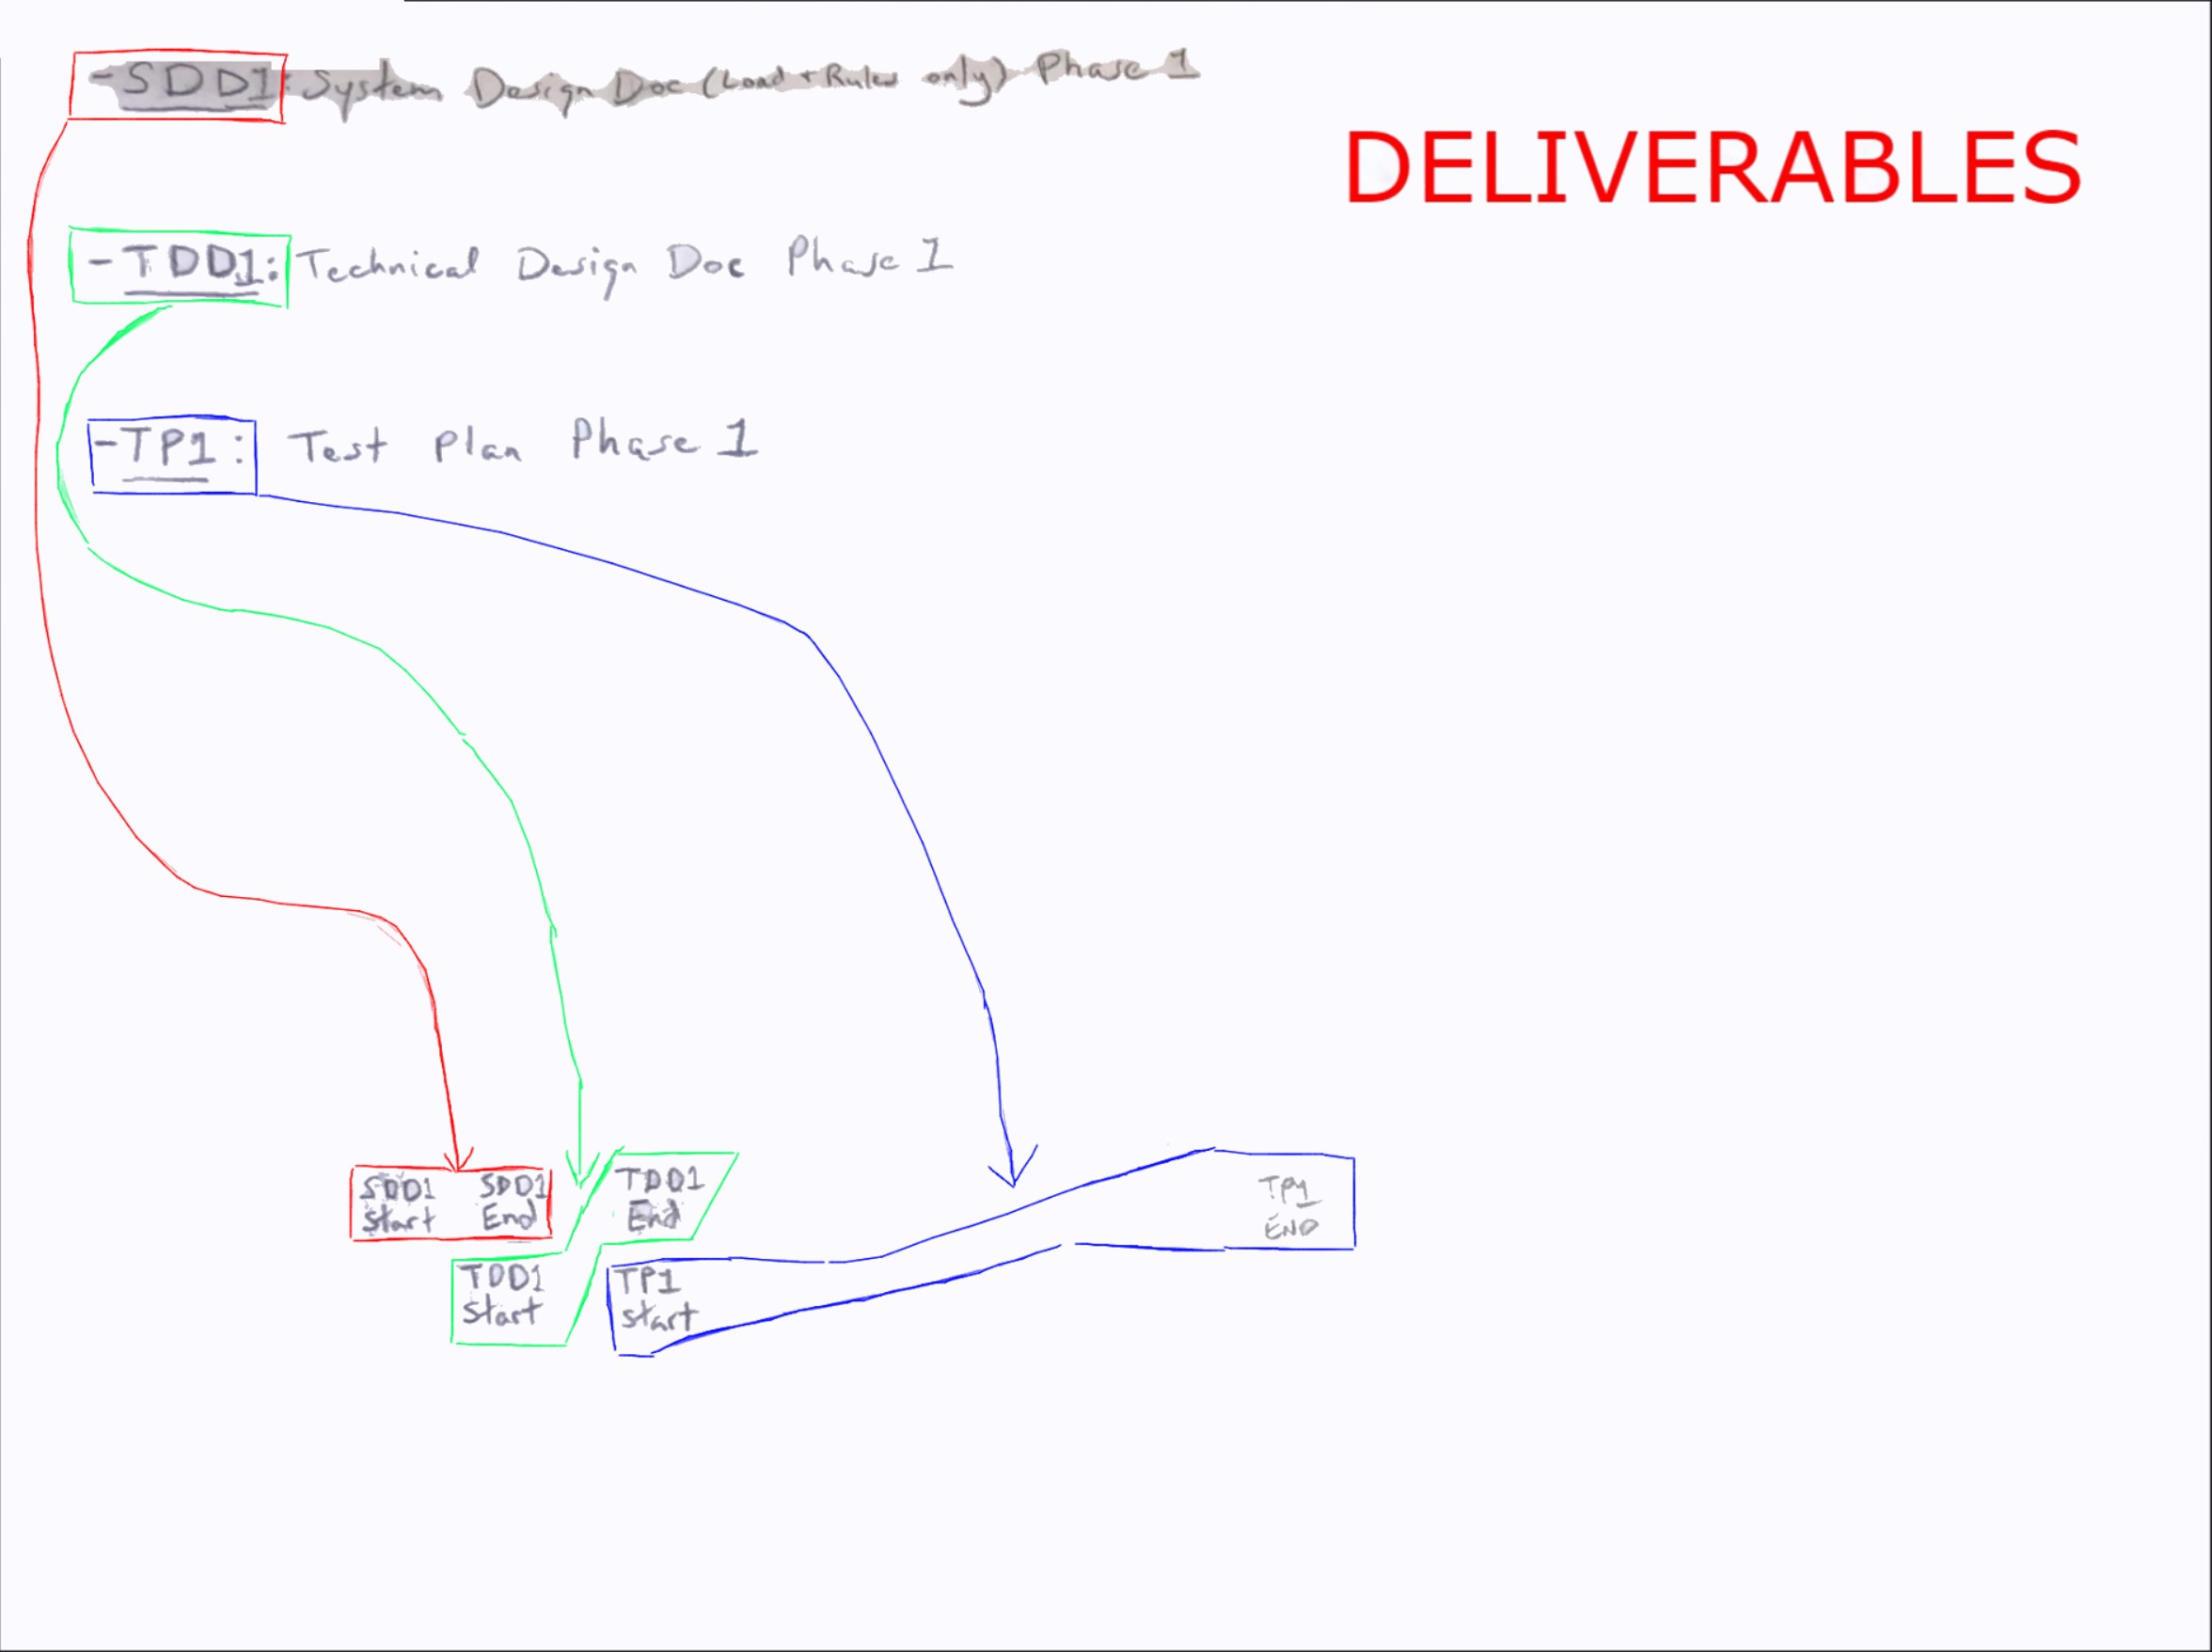 -SDD1: System Design Doc (Load + Rules only) Phase 1
DELIVERABLES
-TDD1: Technical Design Doc Phase 1
-TP1: Test Plan Phase 1
SDD1 Start
SDD1 End
TDD1 End
TP1 END
TDD1 Start
TP1 Start